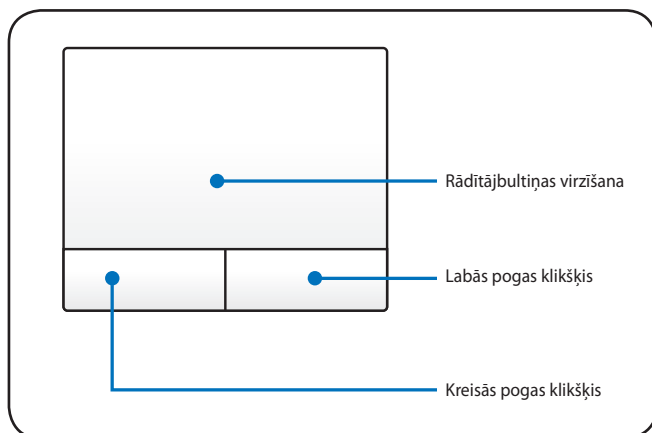 Rādītājbultiņas virzīšana
Labās pogas klikšķis
Kreisās pogas klikšķis